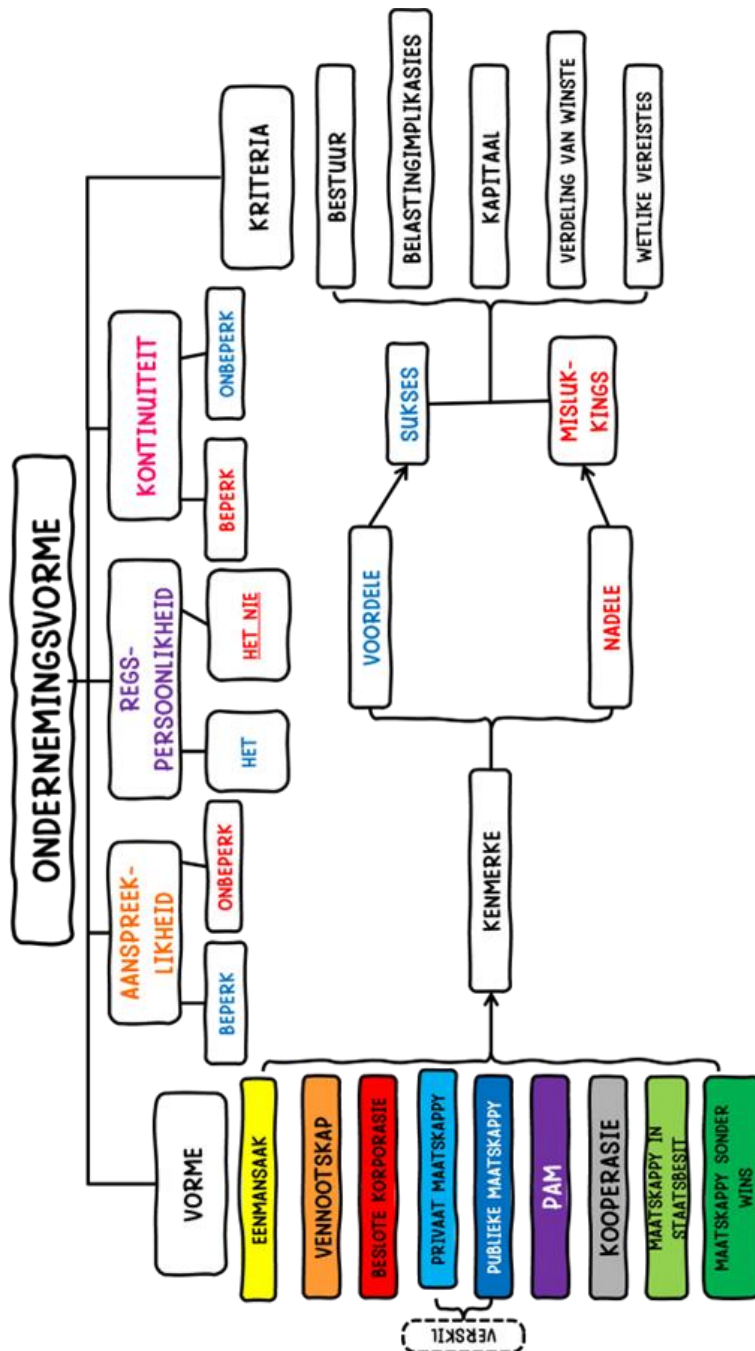 ONDERNEMINGSVORME
VORME
EENMANSAAK
VENNOOTSKAP
BESLOTE KORPORASIE
PRIVAAT MAATSKAPPY
PUBLIEKE MAATSKAPPY
VERSKIL
PAM
KOOPERASIE
MAATSKAPPY IN
STAATSBESIT
MAATSKAPPY SONDER
WINS
AANSPREEK-
LIKHEID
BEPERK
ONBEPERK
REGS-
PERSOONLIKHEID
HET
HET NIE
KONTINUITEIT
BEPERK
ONBEPERK
KRITERIA
BESTUUR
BELASTINGIMPLIKASIES
KAPITAAL
VERDELING VAN WINSTE
WETLIKE VEREISTES
KENMERKE
VOORDELE
NADELE
SUKSES
MISLUK-
KINGS